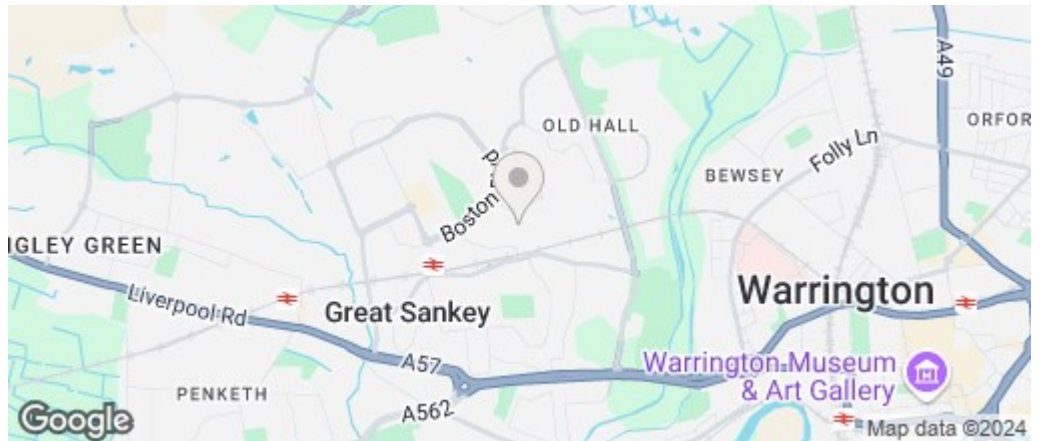 A49
OLD HALL
ORFOR
Folly Ln
BEWSEY
Boston
IGLEY GREEN
Liverpool Rd
Great Sankey
Warrington
A57
Warrington Museum
& Art Gallery
PENKETH
A562
Google
Map data ©2024